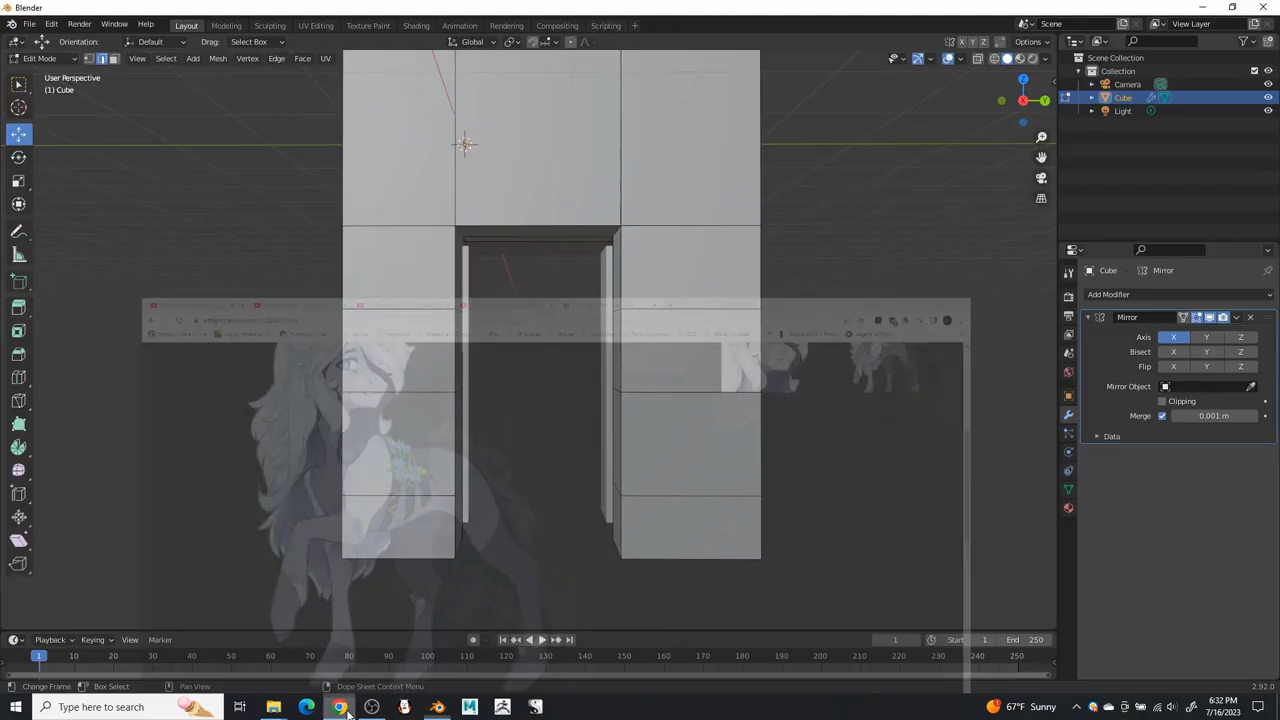 Blender
File Edit Render Window Help Layout Modeling Sculpting UV Editing Texture Paint Shading Animation Rendering Compositing Scripting + Scene View Layer
Orientation: Default Drag: Select Box Global X Y Z Options
Edit Mode View Select Add Mesh Vertex Edge Face UV
User Perspective
(1) Cube
Scene Collection
Collection
Camera
Cube
Light
Cube Mirror
Add Modifier
Mirror
Axis X Y Z
Bisect X Y Z
Flip X Y Z
Mirror Object
Clipping
Merge 0.001 m
Data
Playback Keying View Marker 1 Start 1 End 250
1 10 20 30 40 50 60 70 80 90 100 110 120 130 140 150 160 170 180 190 200 210 220 230 240 250
Change Frame Box Select Pan View Dope Sheet Context Menu 2.92.0
Type here to search 67°F Sunny 6:32 PM
7/16/2023